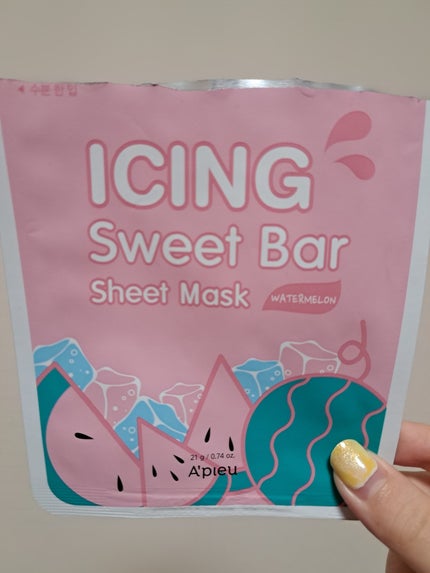 ◀ 수분 한 입
ICING
Sweet Bar
Sheet Mask
WATERMELON
21 g / 0.74 oz.
A'PIEU